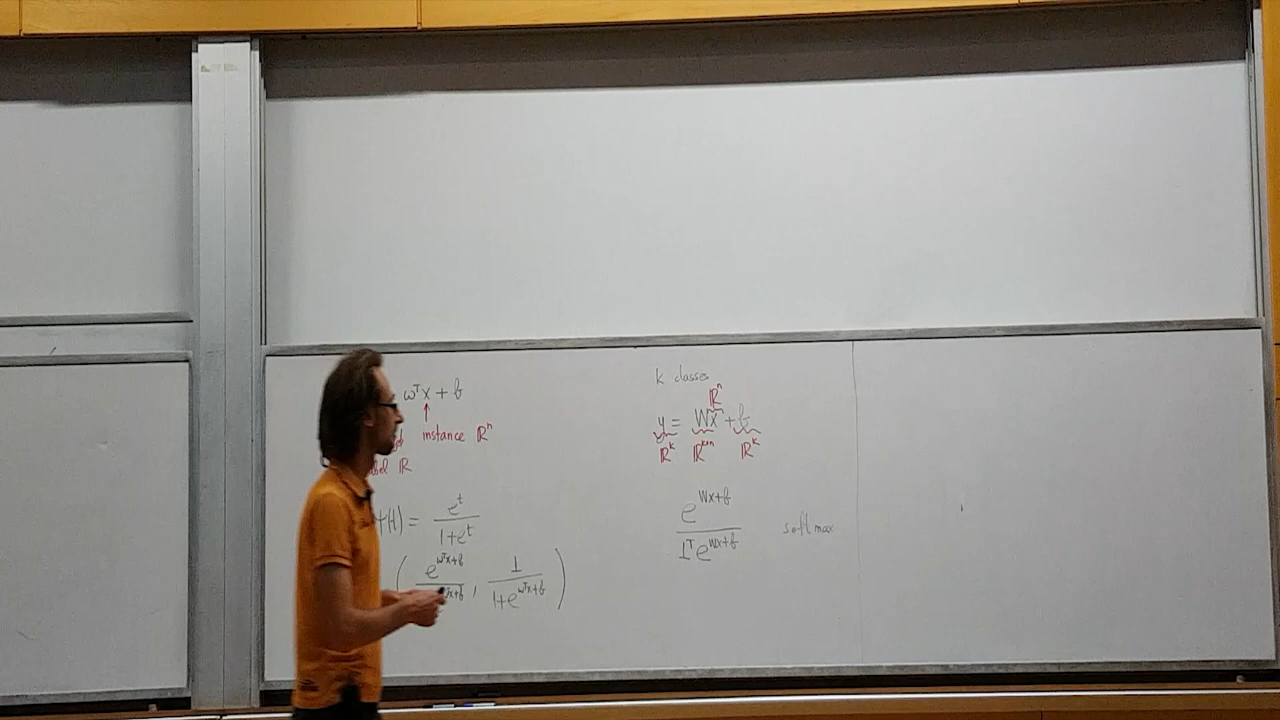 wᵀx + b
instance ℝⁿ
ℝ
(t) = eᵗ / 1+eᵗ
( e^(wᵀx+b) / , 1 / 1+e^(wᵀx+b) )
k classes
ℝⁿ
y = Wx + b
ℝᵏ ℝᵏˣⁿ ℝᵏ
e^(Wx+b) / 1ᵀe^(Wx+b) softmax